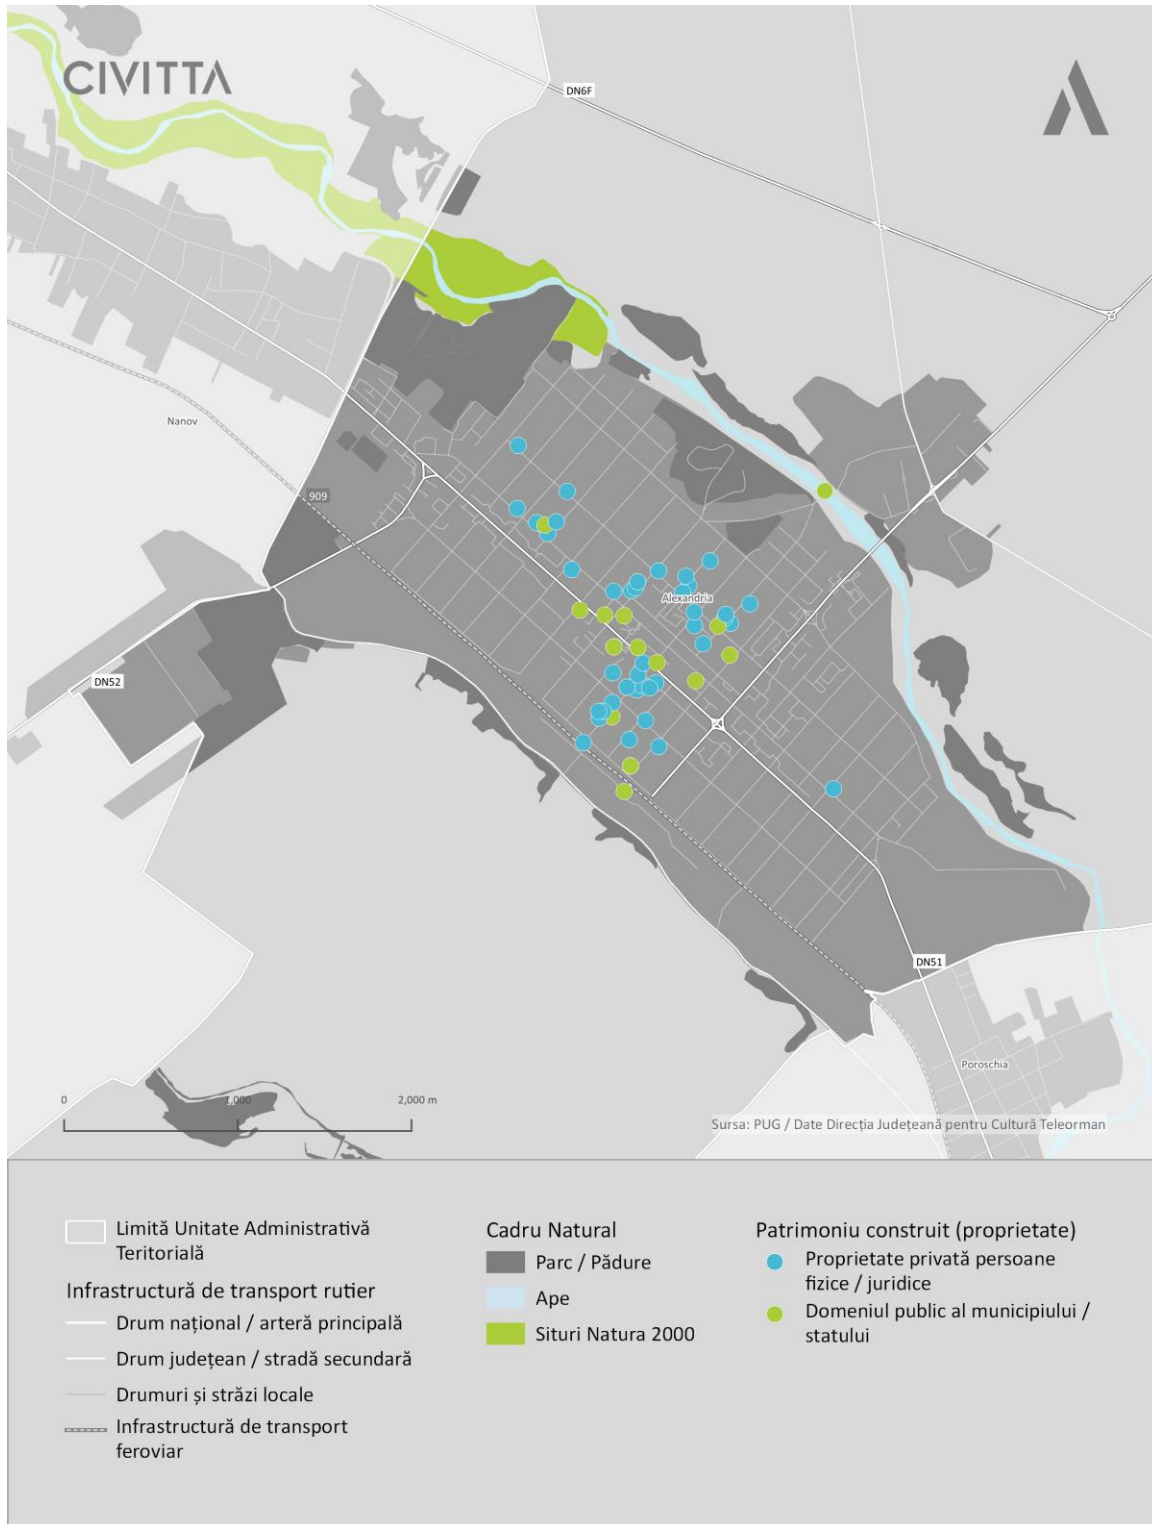 CIVITTA
DN6F
Nanov
909
Alexandria
DN52
DN51
Poroschia
0 1,000 2,000 m
Sursa: PUG / Date Direcția Județeană pentru Cultură Teleorman
Limită Unitate Administrativă
Teritorială
Infrastructură de transport rutier
Drum național / arteră principală
Drum județean / stradă secundară
Drumuri și străzi locale
Infrastructură de transport
feroviar
Cadru Natural
Parc / Pădure
Ape
Situri Natura 2000
Patrimoniu construit (proprietate)
Proprietate privată persoane
fizice / juridice
Domeniul public al municipiului /
statului